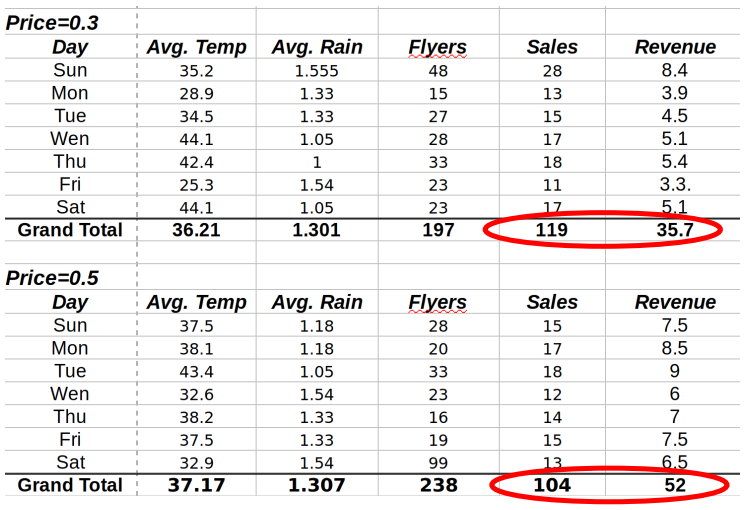 Price=0.3
Day Avg. Temp Avg. Rain Flyers Sales Revenue
Sun 35.2 1.555 48 28 8.4
Mon 28.9 1.33 15 13 3.9
Tue 34.5 1.33 27 15 4.5
Wen 44.1 1.05 28 17 5.1
Thu 42.4 1 33 18 5.4
Fri 25.3 1.54 23 11 3.3.
Sat 44.1 1.05 23 17 5.1
Grand Total 36.21 1.301 197 119 35.7
Price=0.5
Day Avg. Temp Avg. Rain Flyers Sales Revenue
Sun 37.5 1.18 28 15 7.5
Mon 38.1 1.18 20 17 8.5
Tue 43.4 1.05 33 18 9
Wen 32.6 1.54 23 12 6
Thu 38.2 1.33 16 14 7
Fri 37.5 1.33 19 15 7.5
Sat 32.9 1.54 99 13 6.5
Grand Total 37.17 1.307 238 104 52